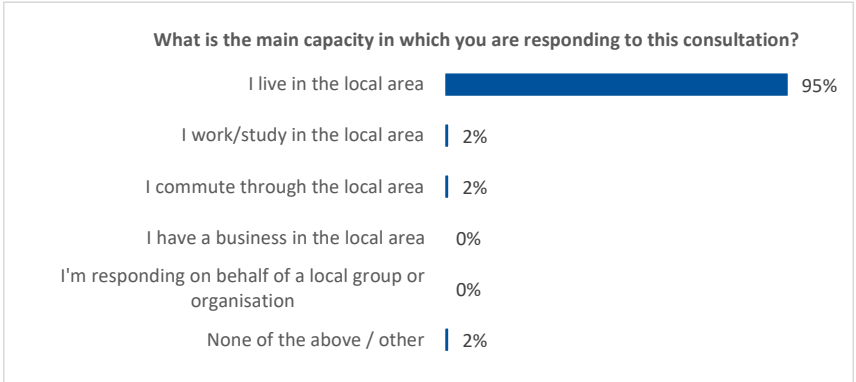 What is the main capacity in which you are responding to this consultation?
I live in the local area 95%
I work/study in the local area 2%
I commute through the local area 2%
I have a business in the local area 0%
I'm responding on behalf of a local group or
organisation 0%
None of the above / other 2%